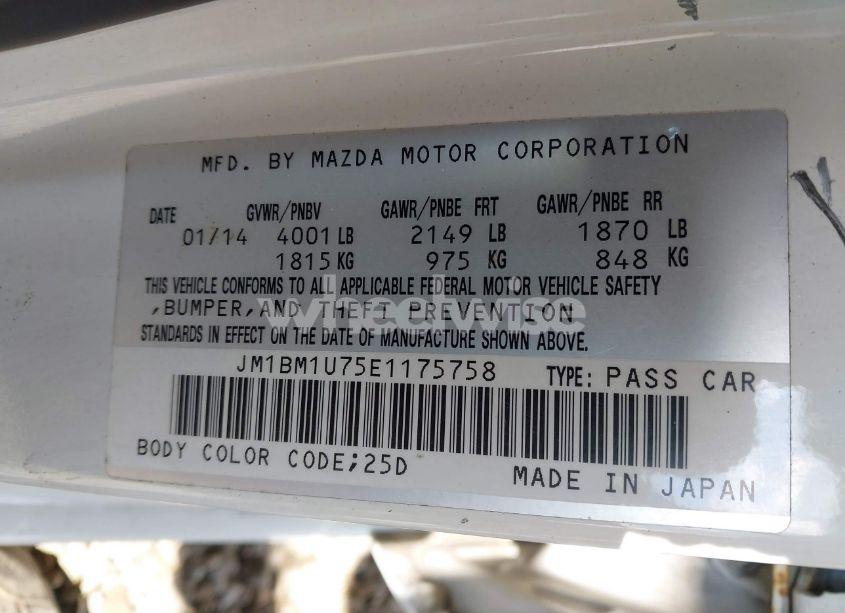 MFD. BY MAZDA MOTOR CORPORATION
DATE GVWR/PNBV GAWR/PNBE FRT GAWR/PNBE RR
01/14 4001 LB 2149 LB 1870 LB
1815 KG 975 KG 848 KG
THIS VEHICLE CONFORMS TO ALL APPLICABLE FEDERAL MOTOR VEHICLE SAFETY
,BUMPER,AND THEFT PREVENTION
wheelwise
STANDARDS IN EFFECT ON THE DATE OF MANUFACTURE SHOWN ABOVE.
JM1BM1U75E1175758 TYPE: PASS CAR
BODY COLOR CODE;25D
MADE IN JAPAN